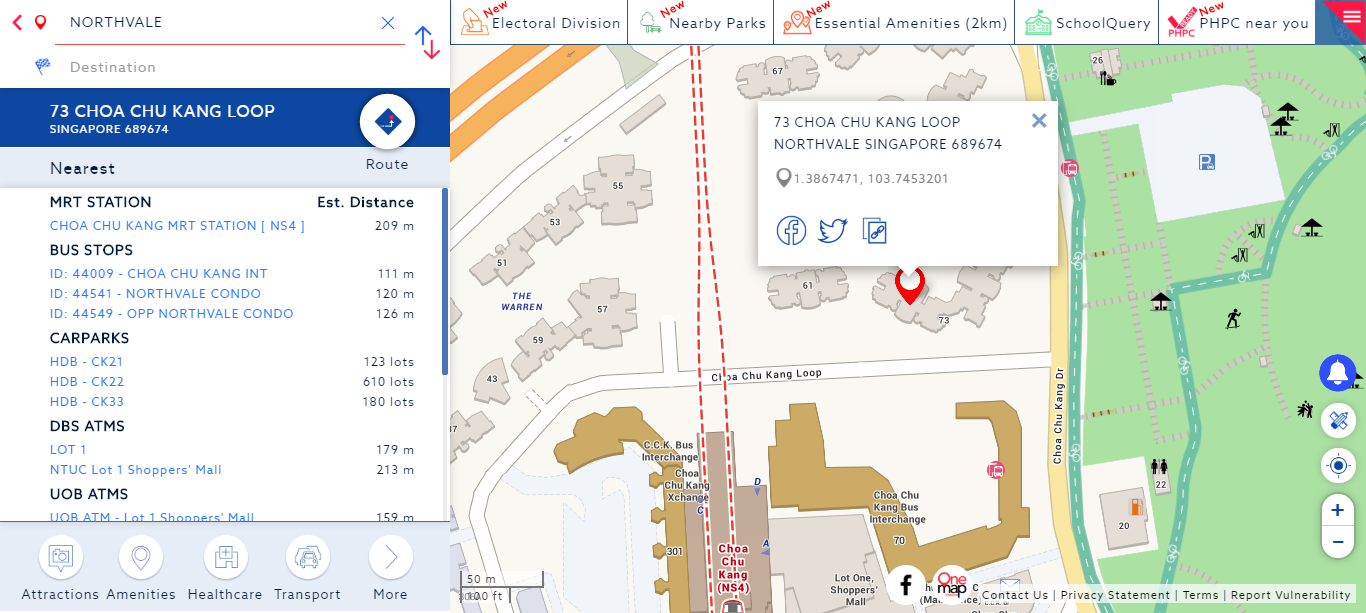 NORTHVALE
Destination
73 CHOA CHU KANG LOOP
SINGAPORE 689674
Route
Nearest
MRT STATION Est. Distance
CHOA CHU KANG MRT STATION [ NS4 ] 209 m
BUS STOPS
ID: 44009 - CHOA CHU KANG INT 111 m
ID: 44541 - NORTHVALE CONDO 120 m
ID: 44549 - OPP NORTHVALE CONDO 126 m
CARPARKS
HDB - CK21 123 lots
HDB - CK22 610 lots
HDB - CK33 180 lots
DBS ATMS
LOT 1 179 m
NTUC Lot 1 Shoppers' Mall 213 m
UOB ATMS
UOB ATM - Lot 1 Shoppers' Mall 159 m
Attractions Amenities Healthcare Transport More
New Electoral Division
New Nearby Parks
New Essential Amenities (2km)
SchoolQuery
READY PHPC New PHPC near you
73 CHOA CHU KANG LOOP
NORTHVALE SINGAPORE 689674
1.3867471, 103.7453201
67
26
55
53
51
THE
WARREN
57
59
61
73
43
37
Choa Chu Kang Loop
Choa Chu Kang Dr
C.C.K. Bus
Interchange
Choa
Chu Kang
Xchange
C
D
A
301
Choa
Chu
Kang
(NS4)
Choa Chu
Kang Bus
Interchange
70
Lot One,
Shoppers'
Mall
22
20
50 m
One
map
Contact Us | Privacy Statement | Terms | Report Vulnerability